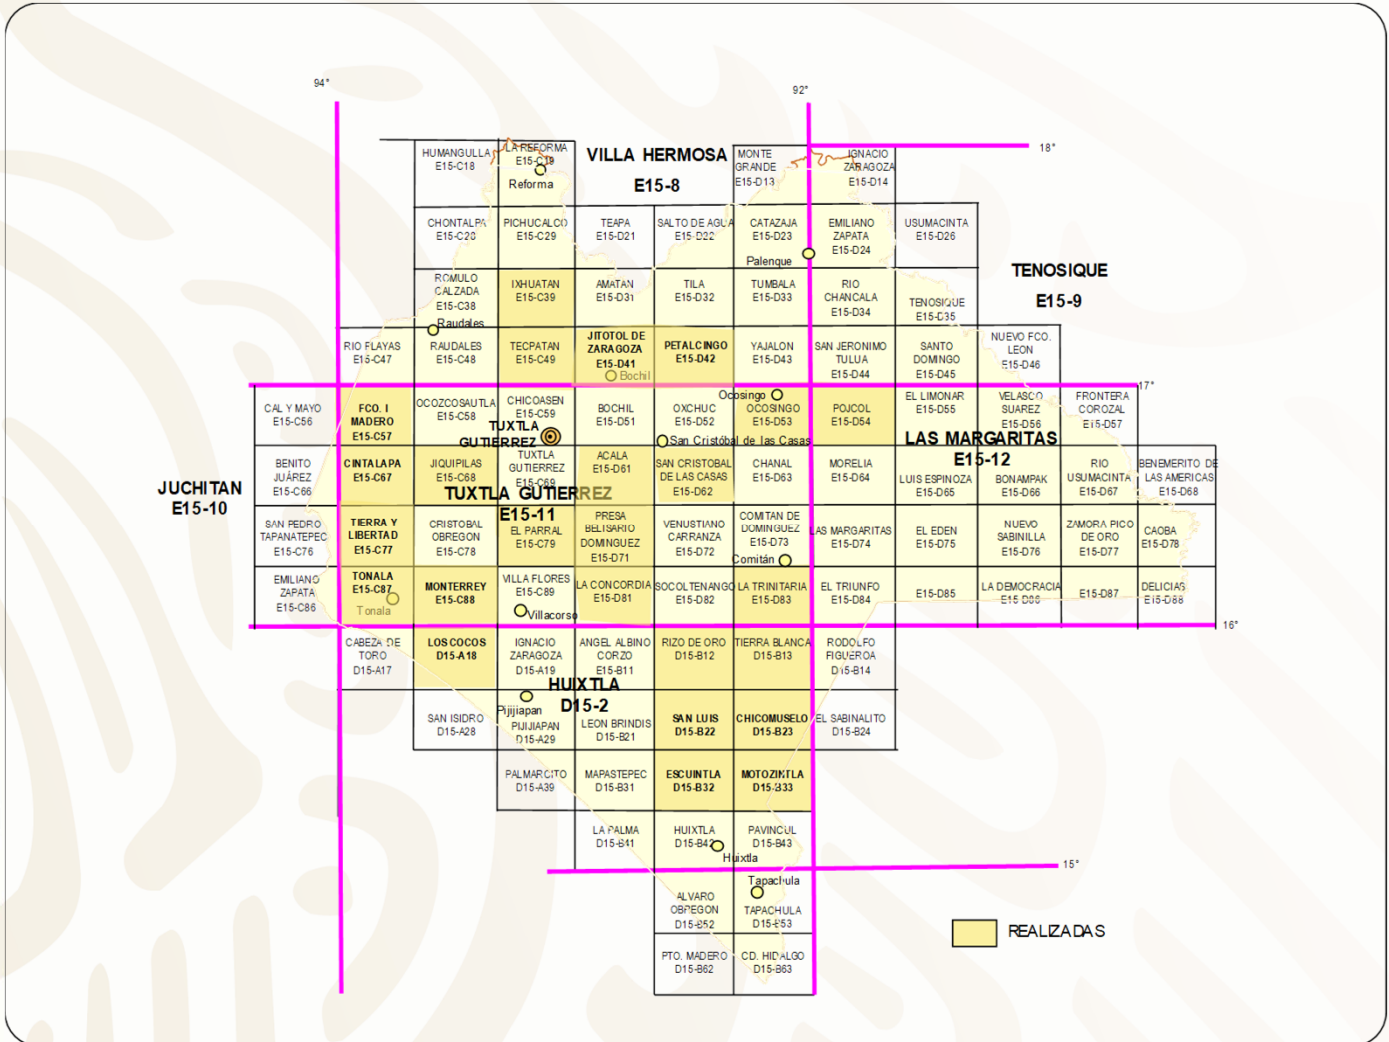 94°
92°
18°
HUMANGUILLA
E15-C18
LA REFORMA
E15-C19
Reforma
VILLA HERMOSA
E15-8
MONTE
GRANDE
E15-D13
IGNACIO
ZARAGOZA
E15-D14
CHONTALPA
E15-C28
PICHUCALCO
E15-C29
TEAPA
E15-D21
SALTO DE AGUA
E15-D22
CATAZAJA
E15-D23
EMILIANO
ZAPATA
E15-D24
USUMACINTA
E15-D26
Palenque
TENOSIQUE
E15-9
ROMULO
CALZADA
E15-C38
IXHUATAN
E15-C39
AMATAN
E15-D31
TILA
E15-D32
TUMBALA
E15-D33
RIO
CHANCALA
E15-D34
TENOSIQUE
E15-D35
Raudales
RIO PLAYAS
E15-C47
RAUDALES
E15-C48
TECPATAN
E15-C49
JITOTOL DE
ZARAGOZA
E15-D41
Bochil
PETALCINGO
E15-D42
YAJALON
E15-D43
SAN JERONIMO
TULUA
E15-D44
SANTO
DOMINGO
E15-D45
NUEVO FCO.
LEON
E15-D46
17°
CAL Y MAYO
E15-C56
FCO. I
MADERO
E15-C57
OCOZCOSAUTLA
E15-C58
CHICOASEN
E15-C59
TUXTLA
GUTIERREZ
BOCHIL
E15-D51
OXCHUC
E15-D52
Ocosingo
OCOSINGO
E15-D53
POJCOL
E15-D54
EL LIMONAR
E15-D55
VELASCO
SUAREZ
E15-D56
FRONTERA
COROZAL
E15-D57
San Cristóbal de las Casas
LAS MARGARITAS
E15-12
JUCHITAN
E15-10
BENITO
JUÁREZ
E15-C66
CINTALAPA
E15-C67
JIQUIPILAS
E15-C68
TUXTLA
GUTIERREZ
E15-C69
ACALA
E15-D61
SAN CRISTOBAL
DE LAS CASAS
E15-D62
CHANAL
E15-D63
MORELIA
E15-D64
LUIS ESPINOZA
E15-D65
BONAMPAK
E15-D66
RIO
USUMACINTA
E15-D67
BENEMERITO DE
LAS AMERICAS
E15-D68
TUXTLA GUTIERREZ
E15-11
SAN PEDRO
TAPANATEPEC
E15-C76
TIERRA Y
LIBERTAD
E15-C77
CRISTOBAL
OBREGON
E15-C78
EL PARRAL
E15-C79
PRESA
BELISARIO
DOMINGUEZ
E15-D71
VENUSTIANO
CARRANZA
E15-D72
COMITAN DE
DOMINGUEZ
E15-D73
Comitán
LAS MARGARITAS
E15-D74
EL EDEN
E15-D75
NUEVO
SABINILLA
E15-D76
ZAMORA PICO
DE ORO
E15-D77
CAOBA
E15-D78
EMILIANO
ZAPATA
E15-C86
TONALA
E15-C87
Tonala
MONTERREY
E15-C88
VILLA FLORES
E15-C89
Villacorso
LA CONCORDIA
E15-D81
SOCOLTENANGO
E15-D82
LA TRINITARIA
E15-D83
EL TRIUNFO
E15-D84
E15-D85
LA DEMOCRACIA
E15-D86
E15-D87
DELICIAS
E15-D88
16°
CABEZA DE
TORO
D15-A17
LOS COCOS
D15-A18
IGNACIO
ZARAGOZA
D15-A19
ANGEL ALBINO
CORZO
E15-B11
RIZO DE ORO
D15-B12
TIERRA BLANCA
D15-B13
RODOLFO
FIGUEROA
D15-B14
HUIXTLA
D15-2
Pijijiapan
SAN ISIDRO
D15-A28
PIJIJIAPAN
D15-A29
LEON BRINDIS
D15-B21
SAN LUIS
D15-B22
CHICOMUSELO
D15-B23
EL SABINALITO
D15-B24
PALMARCITO
D15-A39
MAPASTEPEC
D15-B31
ESCUINTLA
D15-B32
MOTOZINTLA
D15-B33
LA PALMA
D15-B41
HUIXTLA
D15-B42
Huixtla
PAVINCUL
D15-B43
15°
Tapachula
ALVARO
OBREGON
D15-B52
TAPACHULA
D15-B53
PTO. MADERO
D15-B62
CD. HIDALGO
D15-B63
REALIZADAS